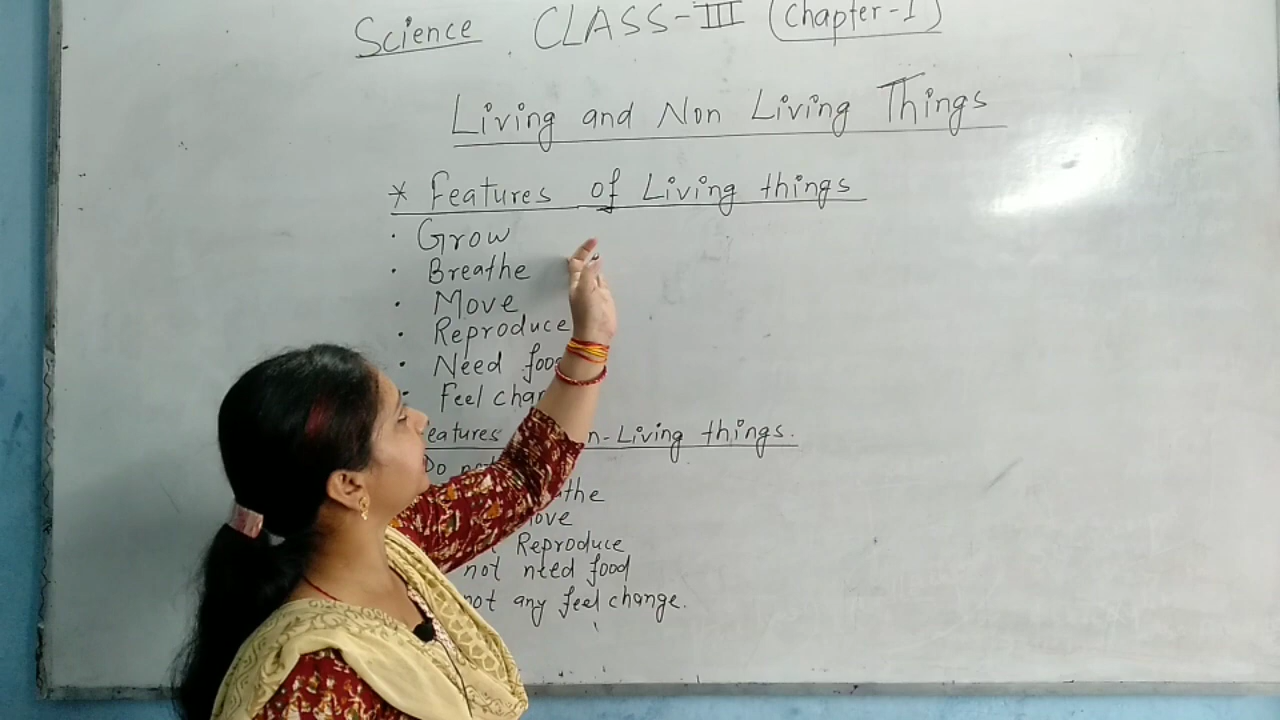 Science CLASS-III (Chapter-I)
Living and Non Living Things
* Features of Living things
· Grow
· Breathe
· Move
· Reproduce
· Need
· Feel
n-Living things.
Do
Reproduce
not need food
not any feel change.